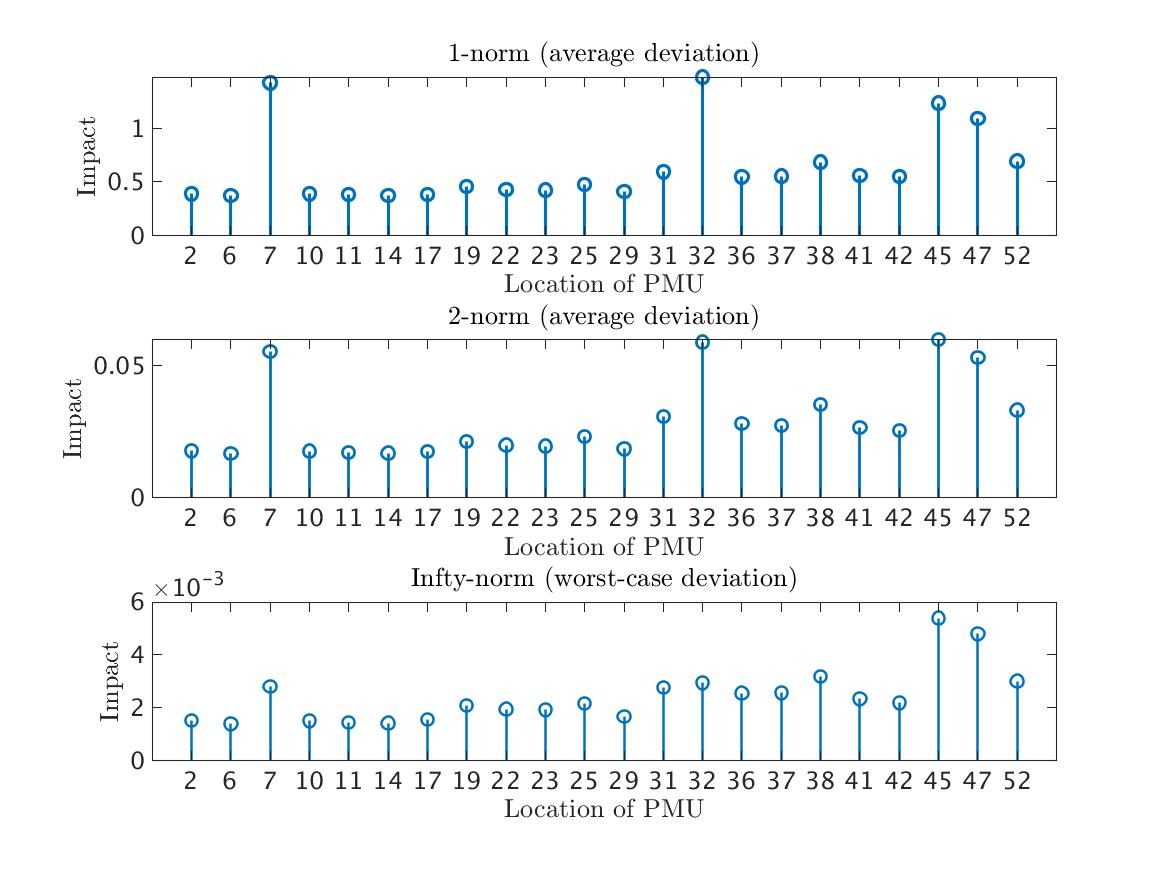 1-norm (average deviation)
Impact
1
0.5
0
2 6 7 10 11 14 17 19 22 23 25 29 31 32 36 37 38 41 42 45 47 52
Location of PMU
2-norm (average deviation)
Impact
0.05
0
2 6 7 10 11 14 17 19 22 23 25 29 31 32 36 37 38 41 42 45 47 52
Location of PMU
Infty-norm (worst-case deviation)
×10⁻³
Impact
6
4
2
0
2 6 7 10 11 14 17 19 22 23 25 29 31 32 36 37 38 41 42 45 47 52
Location of PMU